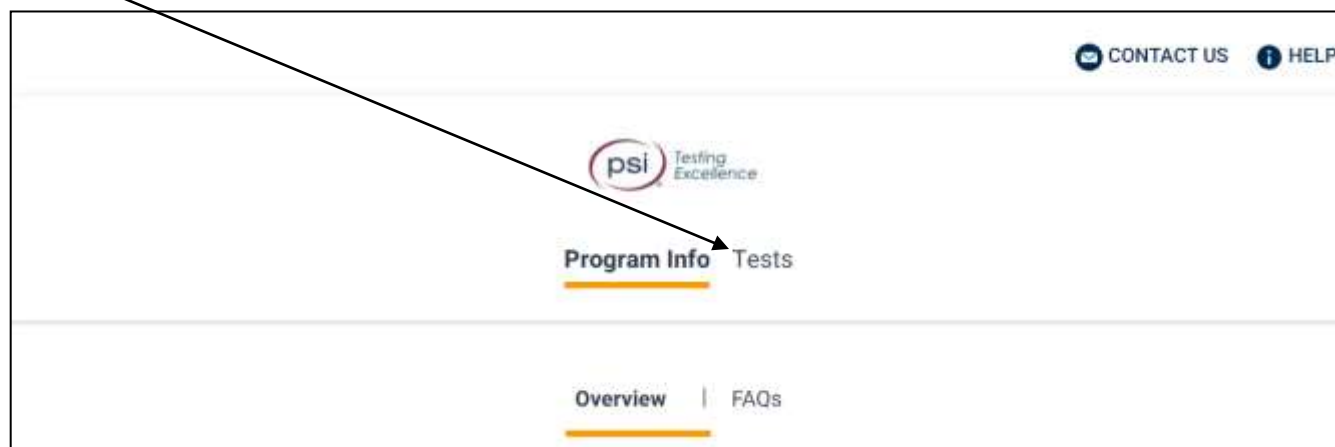 CONTACT US HELP
psi Testing
Excellence
Program Info Tests
Overview | FAQs